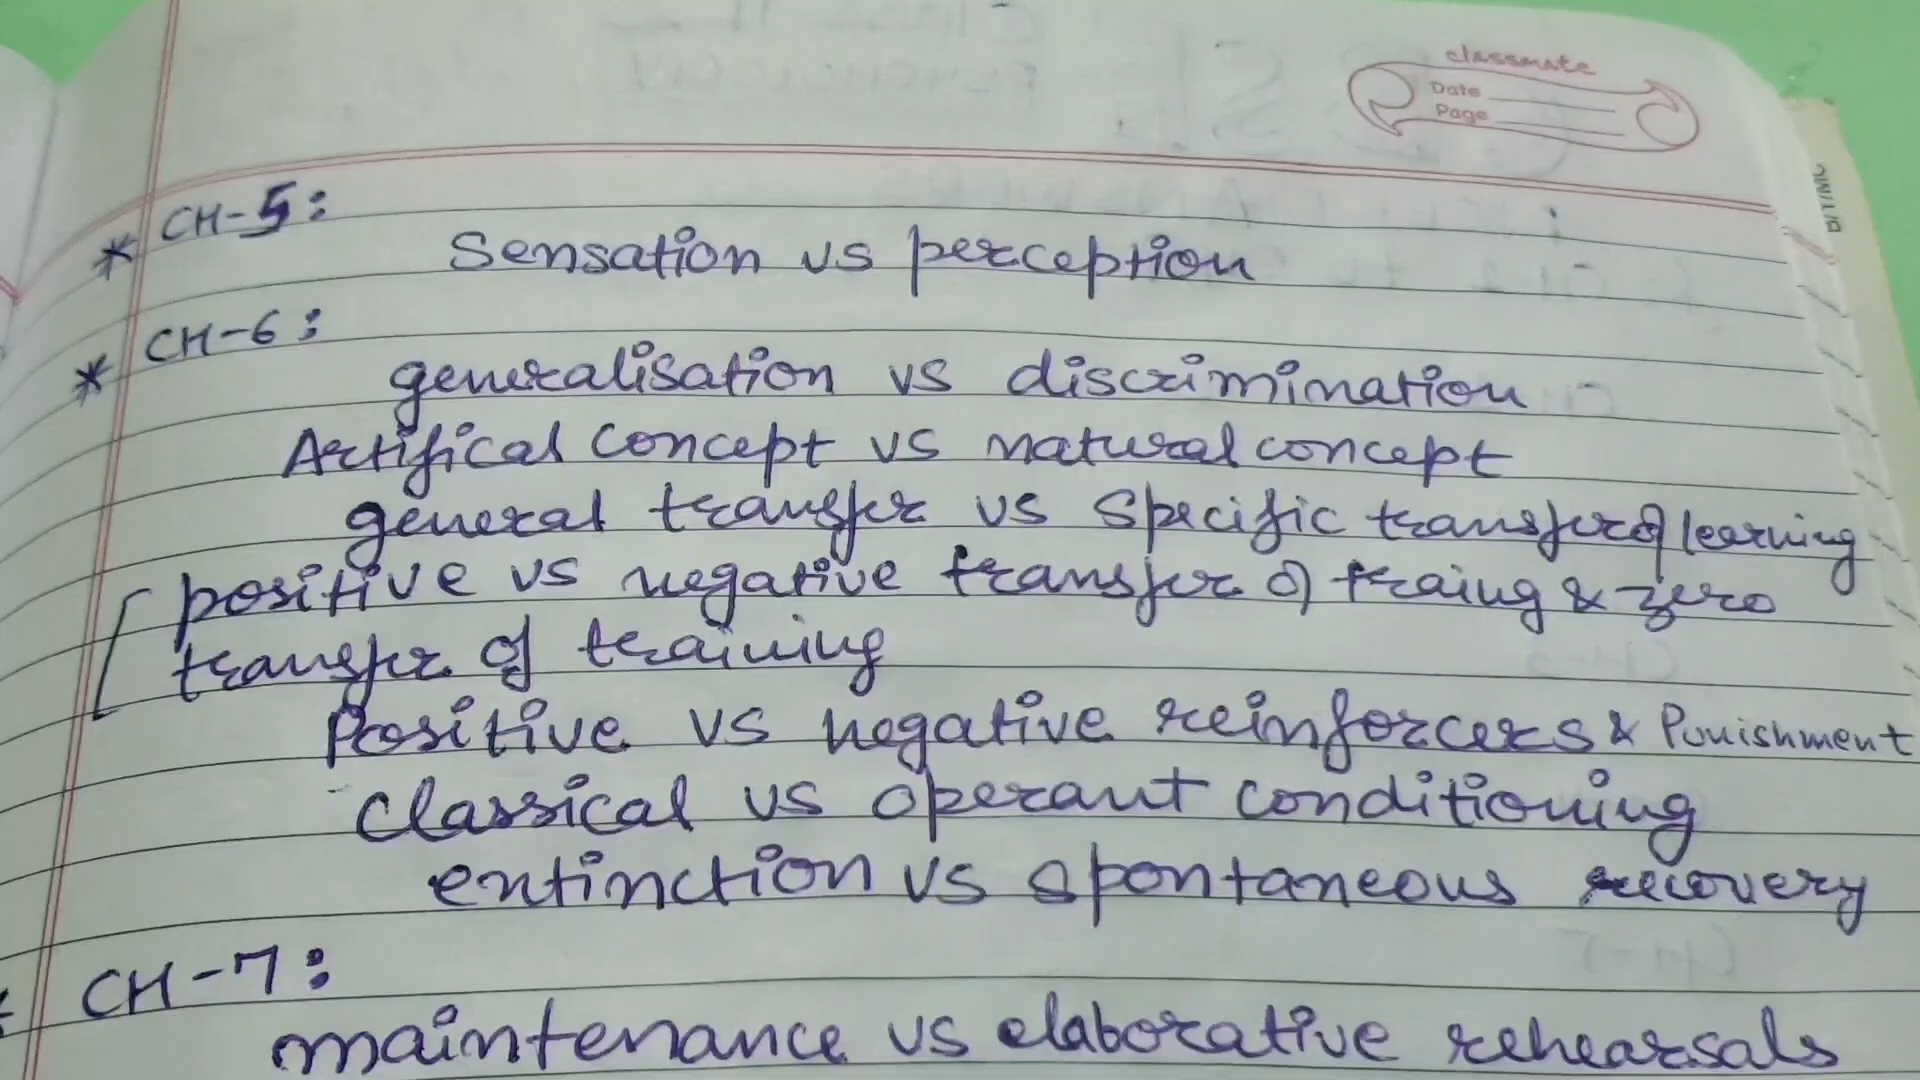 classmate
Date
Page
CH-5:
* Sensation vs perception
CH-6:
* generalisation vs discrimination
Artifical concept vs natural concept
general transfer vs specific transfer of learning
positive vs negative transfer of traing & zero
transfer of training
Positive vs negative reinforcers & Punishment
Classical vs operant conditioning
extinction vs spontaneous recovery
CH-7:
maintenance vs elaborative rehearsals